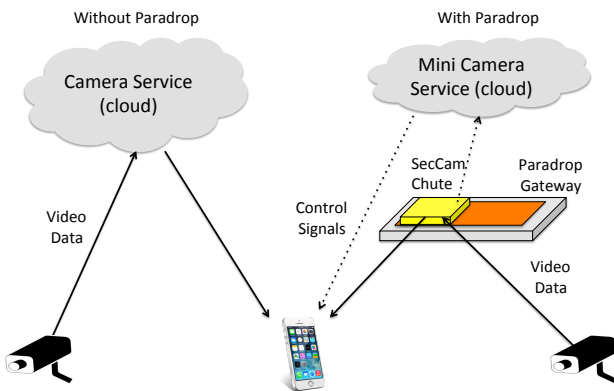 Without Paradrop
Camera Service
(cloud)
Video
Data
With Paradrop
Mini Camera
Service (cloud)
SecCam
Chute
Paradrop
Gateway
Control
Signals
Video
Data